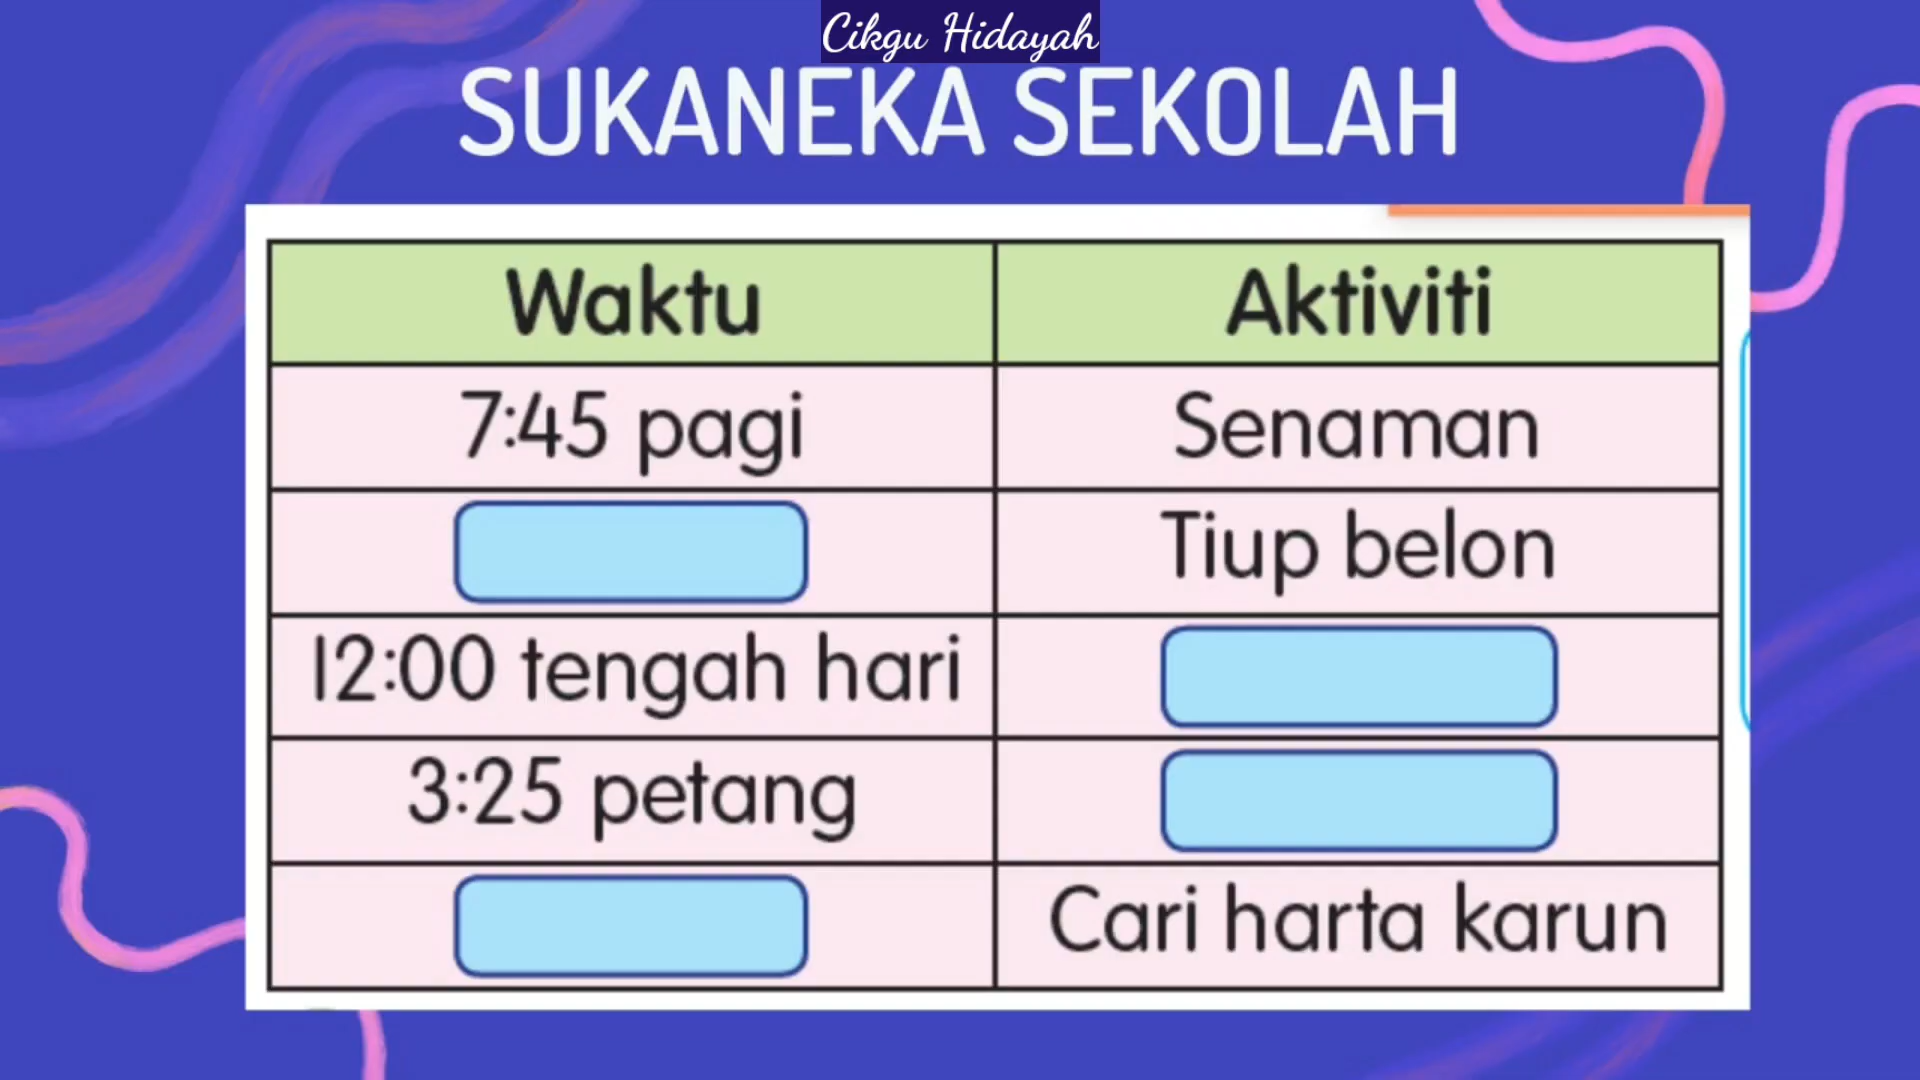 Cikgu Hidayah
SUKANEKA SEKOLAH
Waktu Aktiviti
7:45 pagi Senaman
Tiup belon
12:00 tengah hari
3:25 petang
Cari harta karun